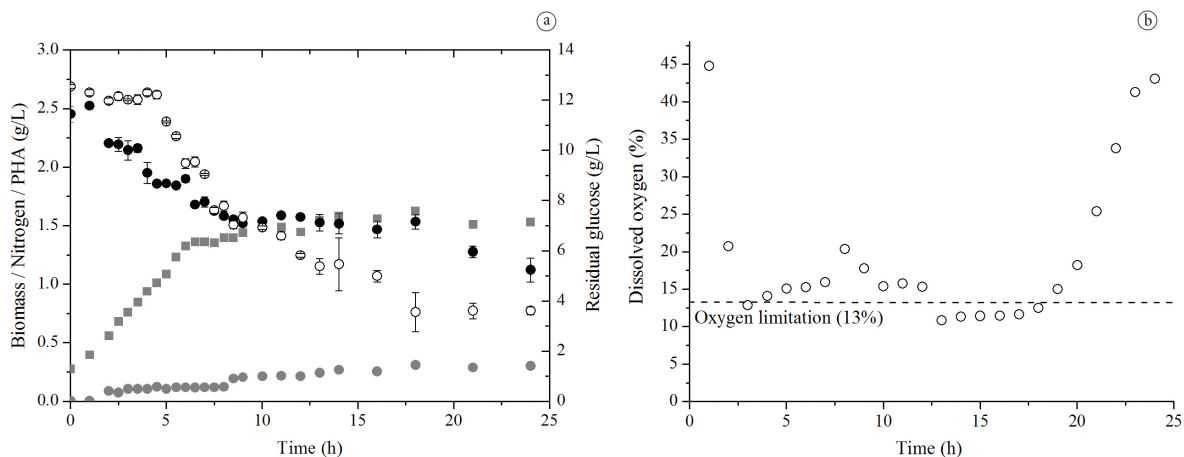 a
3.0
2.5
2.0
1.5
1.0
0.5
0.0
Biomass / Nitrogen / PHA (g/L)
0 5 10 15 20 25
Time (h)
14
12
10
8
6
4
2
0
Residual glucose (g/L)
b
45
40
35
30
25
20
15
10
5
0
Dissolved oxygen (%)
Oxygen limitation (13%)
0 5 10 15 20 25
Time (h)